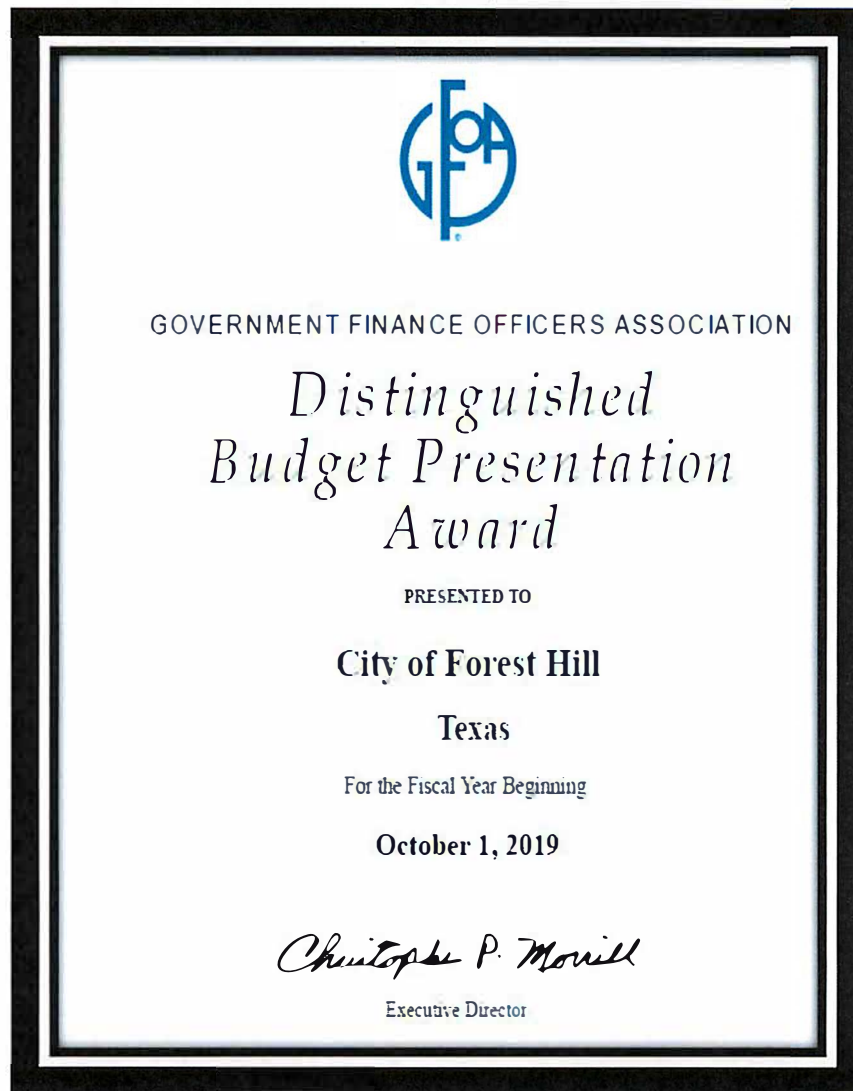 GFOA
GOVERNMENT FINANCE OFFICERS ASSOCIATION
Distinguished
Budget Presentation
Award
PRESENTED TO
City of Forest Hill
Texas
For the Fiscal Year Beginning
October 1, 2019
Christopher P. Morrill
Executive Director